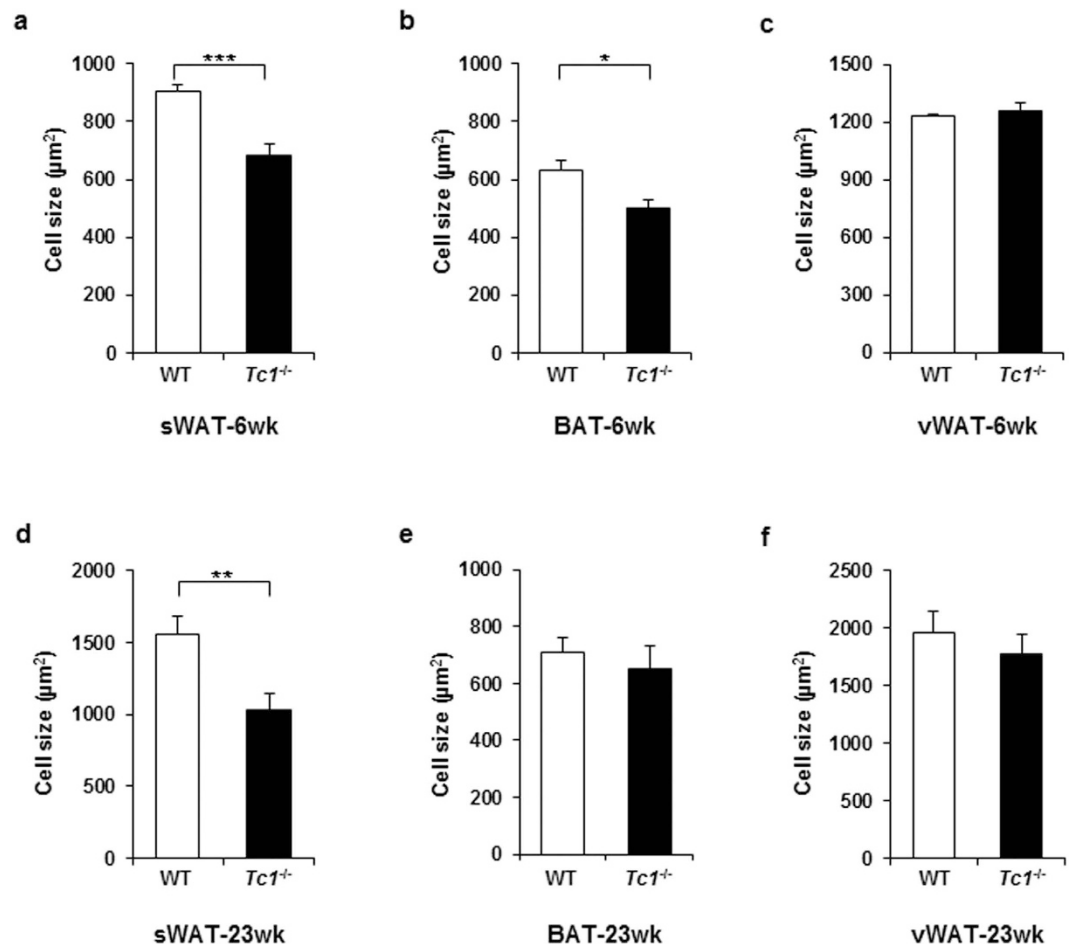 a
b
c
***
*
1000
800
600
400
200
0
Cell size (µm²)
WT
Tc1-/-
sWAT-6wk
1000
800
600
400
200
0
Cell size (µm²)
WT
Tc1-/-
BAT-6wk
1500
1200
900
600
300
0
Cell size (µm²)
WT
Tc1-/-
vWAT-6wk
d
e
f
**
2000
1500
1000
500
0
Cell size (µm²)
WT
Tc1-/-
sWAT-23wk
1000
800
600
400
200
0
Cell size (µm²)
WT
Tc1-/-
BAT-23wk
2500
2000
1500
1000
500
0
Cell size (µm²)
WT
Tc1-/-
vWAT-23wk